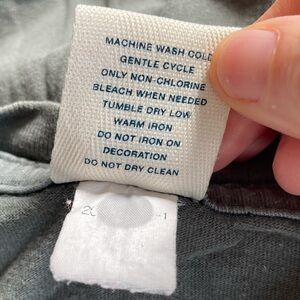 MACHINE WASH COLD
GENTLE CYCLE
ONLY NON-CHLORINE
BLEACH WHEN NEEDED
TUMBLE DRY LOW
WARM IRON
DO NOT IRON ON
DECORATION
DO NOT DRY CLEAN